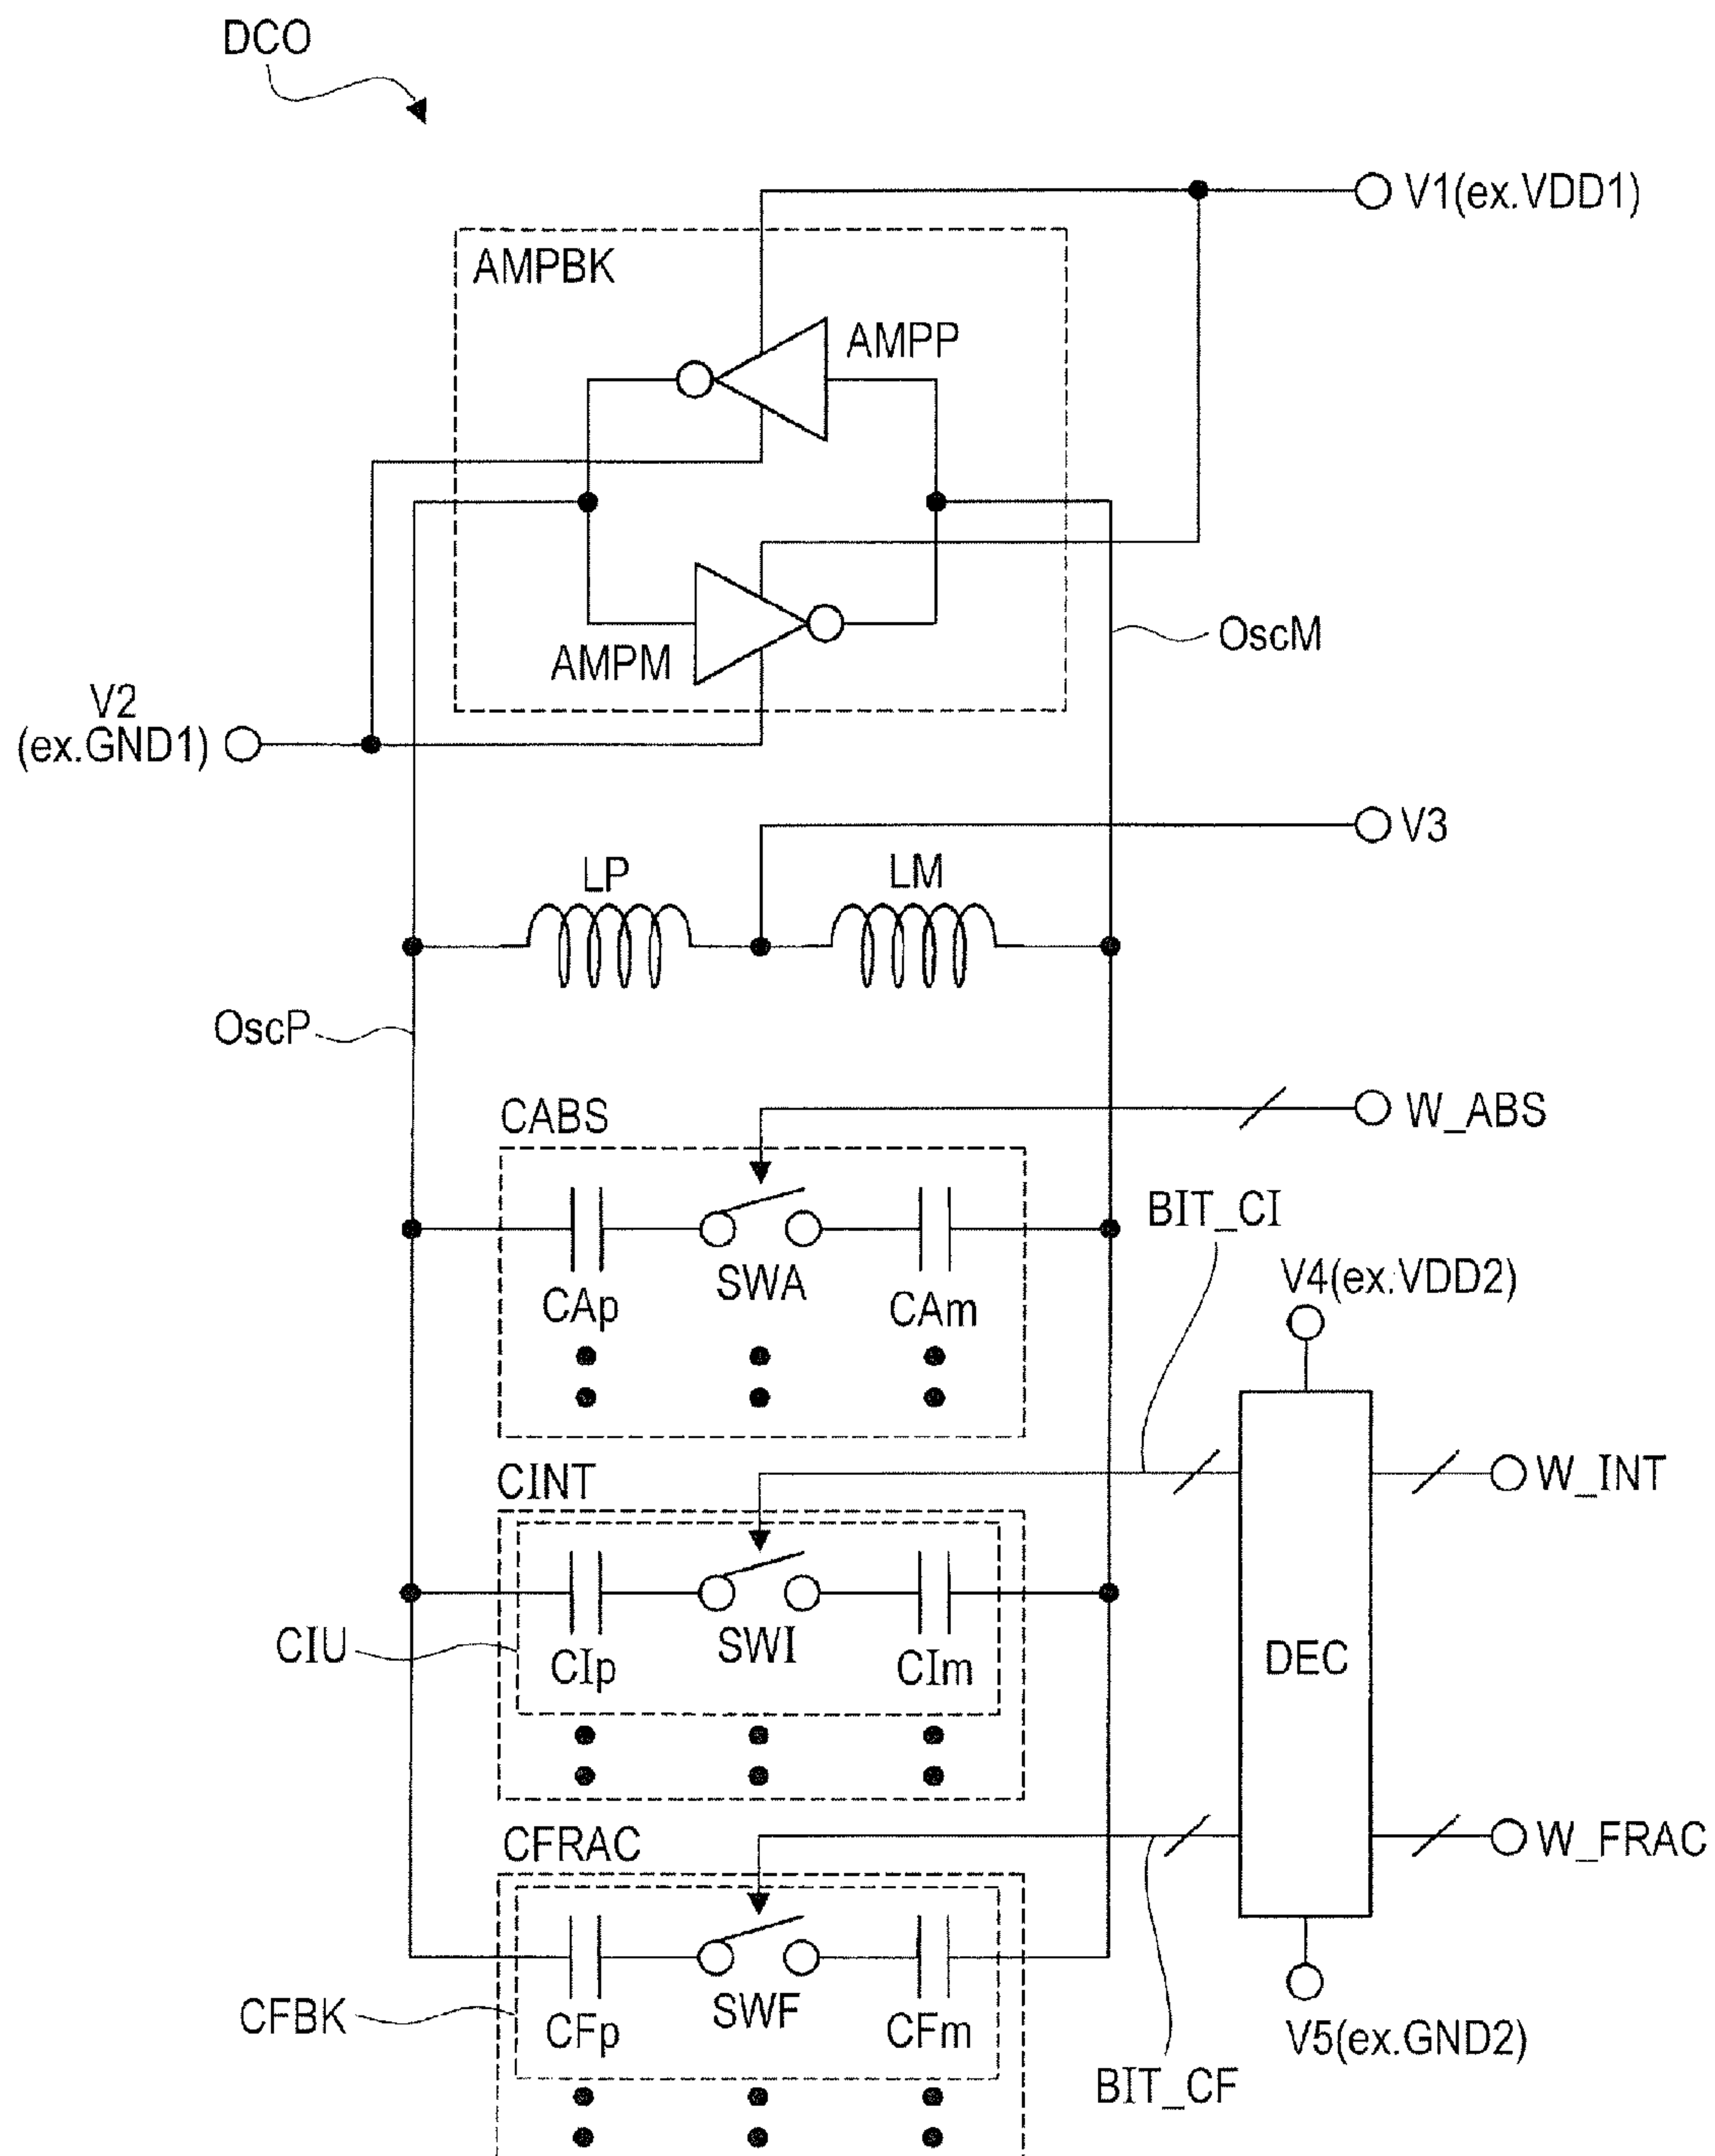 DCO
V1(ex.VDD1)
AMPBK
AMPP
AMPM
OscM
V2
(ex.GND1)
V3
LP
LM
OscP
CABS
W_ABS
CAp
SWA
CAm
BIT_CI
V4(ex.VDD2)
CINT
W_INT
CIU
CIp
SWI
CIm
DEC
CFRAC
W_FRAC
CFBK
CFp
SWF
CFm
V5(ex.GND2)
BIT_CF